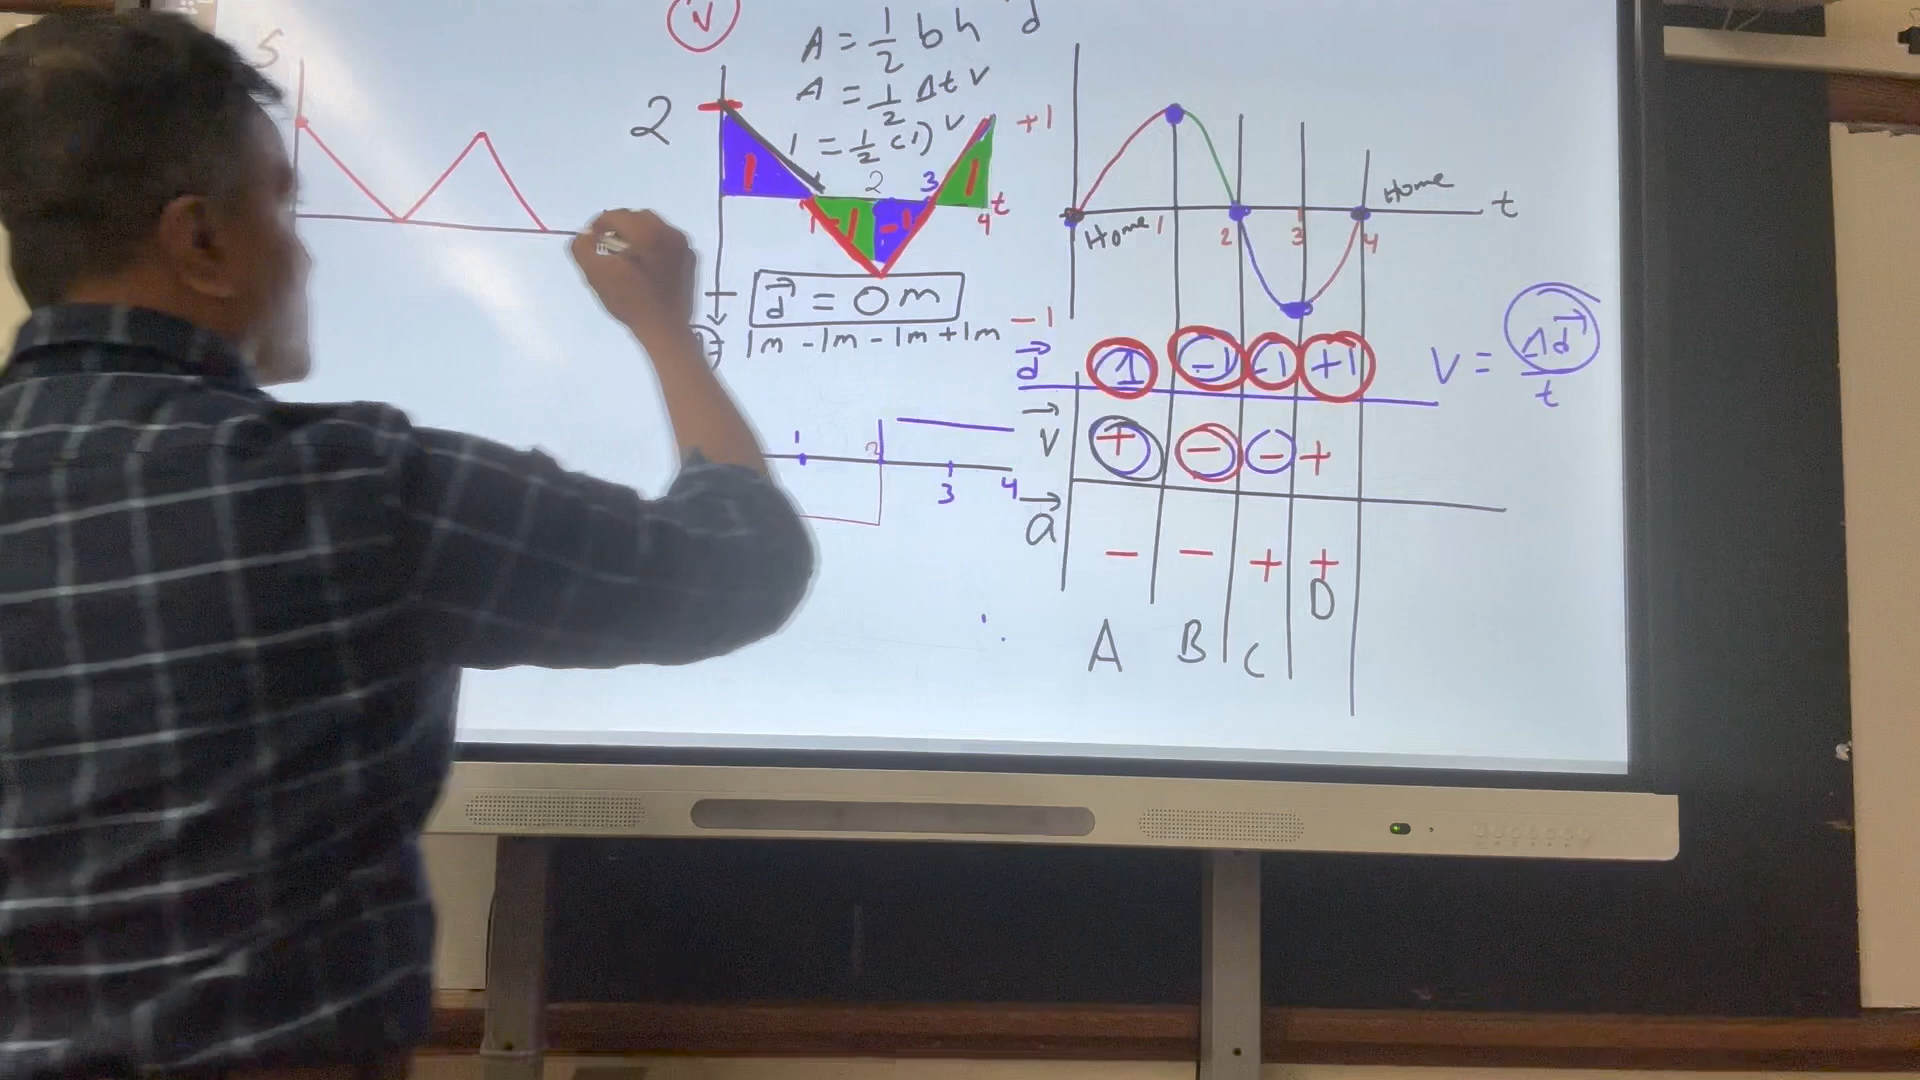 S
V
A = 1/2 b h
d
A = 1/2 Δt V
1 = 1/2 (1) V
2
1
2
3
+1
1
-1
-1
1
1
4
t
d⃗ = 0 m
1m - 1m - 1m + 1m
Home
1
2
3
4
Home
t
-1
d⃗ 1 -1 -1 +1
V = Δd⃗ / t
v⃗ + - - +
a⃗ - - + +
1
2
3
4
A B C D